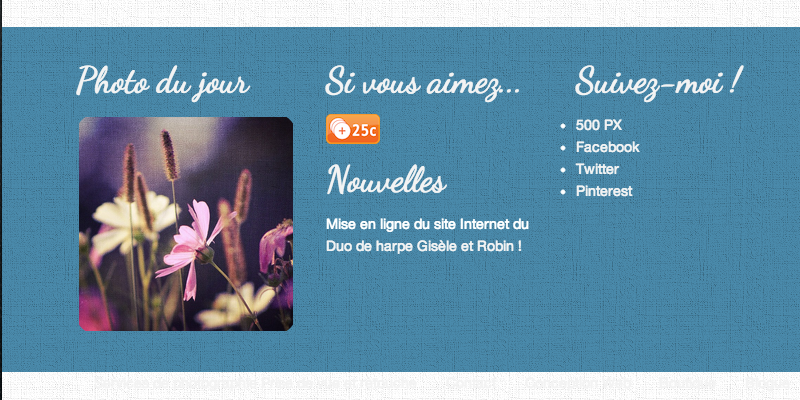 Photo du jour
Si vous aimez...
25c
Nouvelles
Mise en ligne du site Internet du
Duo de harpe Gisèle et Robin !
Suivez-moi !
500 PX
Facebook
Twitter
Pinterest